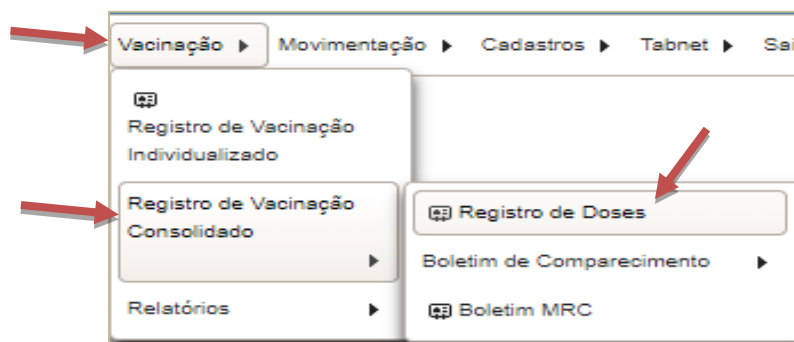 Vacinação Movimentação Cadastros Tabnet
Registro de Vacinação
Individualizado
Registro de Vacinação
Consolidado
Relatórios
Registro de Doses
Boletim de Comparecimento
Boletim MRC